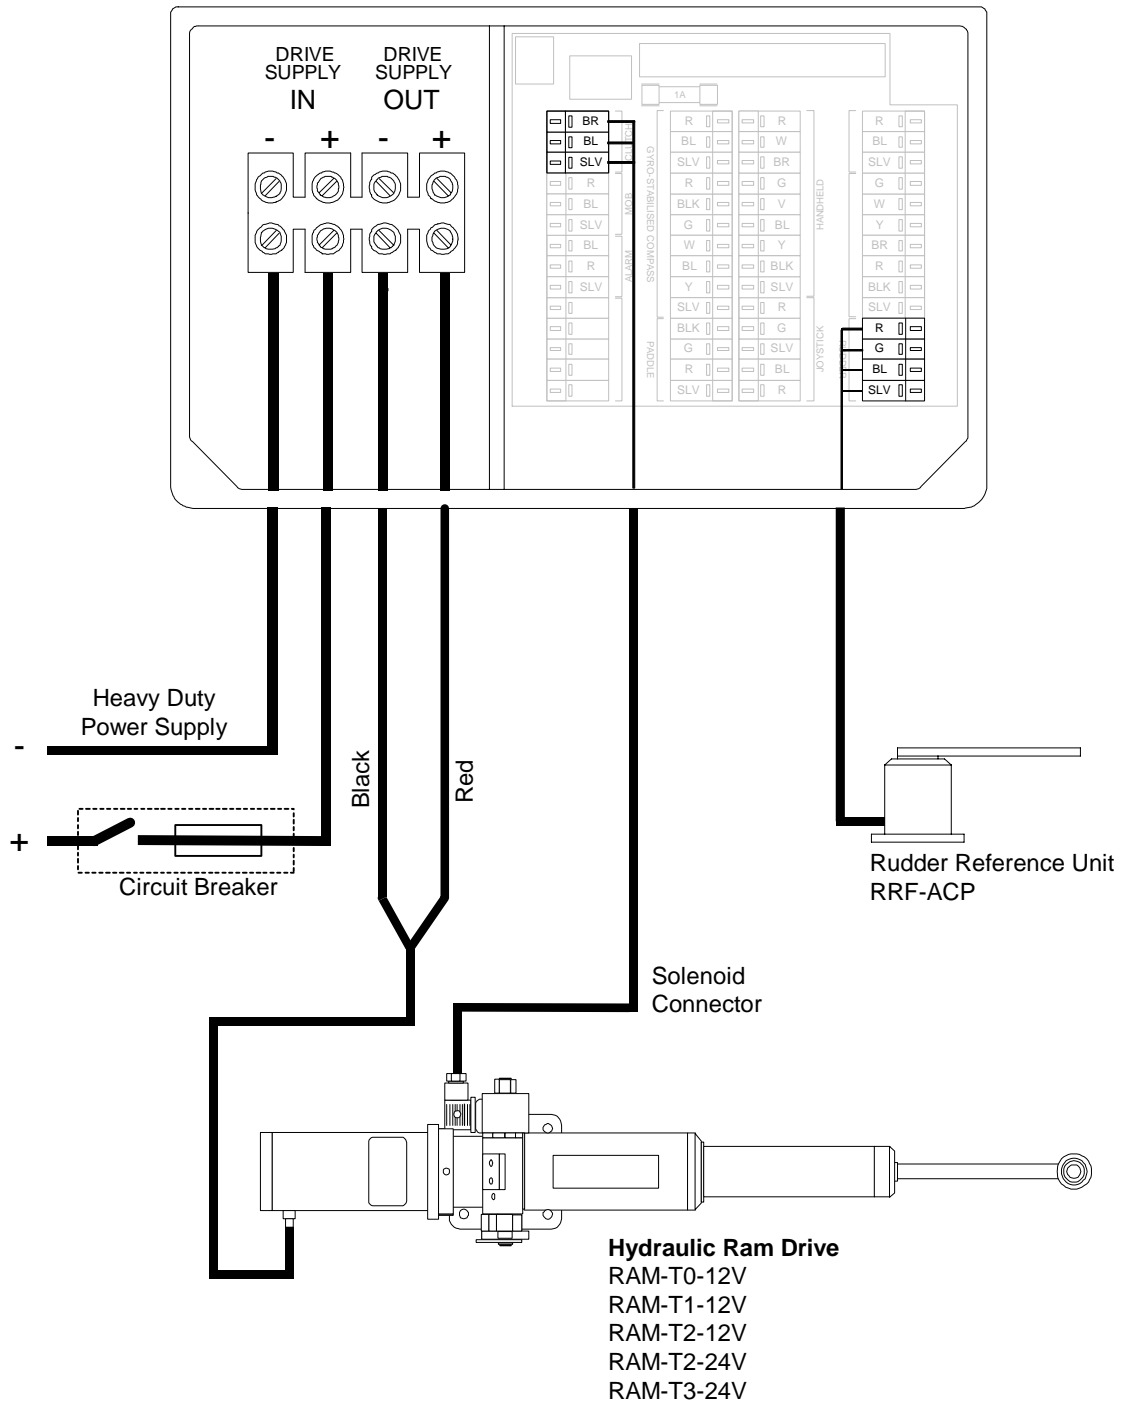 DRIVE
SUPPLY
IN
DRIVE
SUPPLY
OUT
- + - +
1A
BR
BL
SLV
R
BL
SLV
BL
R
SLV
CLUTCH
MOB
ALARM
GYRO-STABILISED COMPASS
PADDLE
R
BL
SLV
R
BLK
G
W
BL
Y
SLV
BLK
G
R
SLV
R
W
BR
G
V
BL
Y
BLK
SLV
R
G
SLV
BL
R
HANDHELD
JOYSTICK
R
BL
SLV
G
W
Y
BR
R
BLK
SLV
R
G
BL
SLV
Heavy Duty
Power Supply
-
+
Circuit Breaker
Black
Red
Rudder Reference Unit
RRF-ACP
Solenoid
Connector
Hydraulic Ram Drive
RAM-T0-12V
RAM-T1-12V
RAM-T2-12V
RAM-T2-24V
RAM-T3-24V